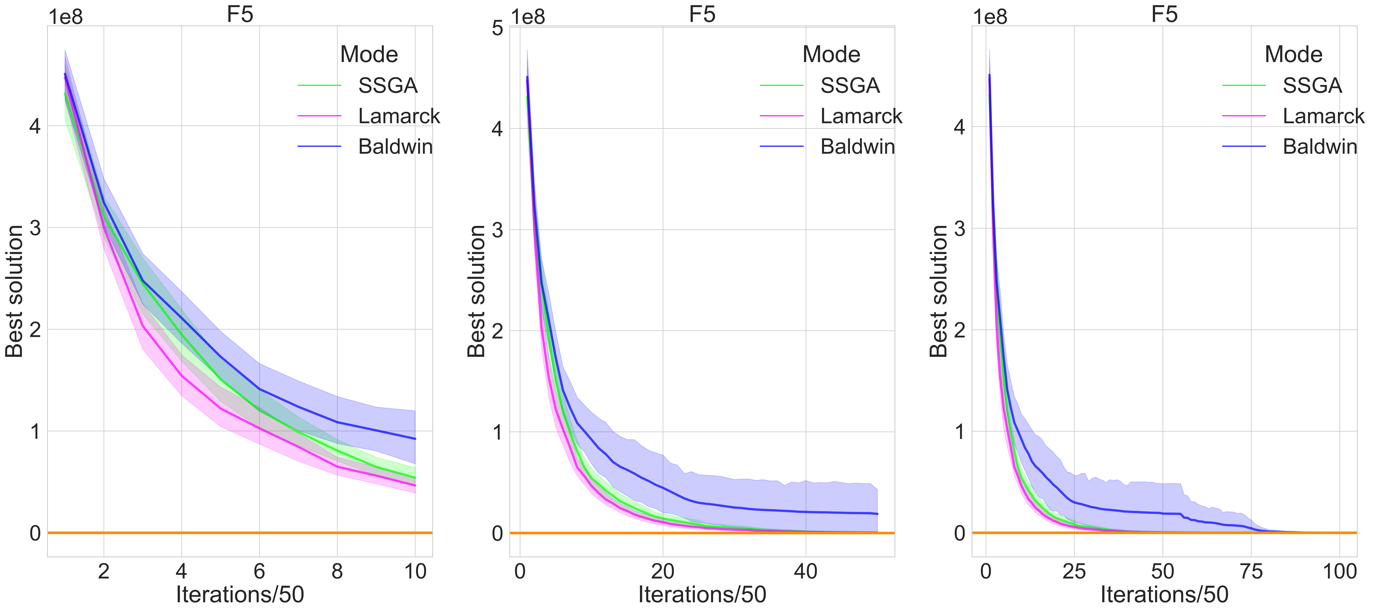 1e8
F5
Mode
SSGA
Lamarck
Baldwin
4
3
2
1
0
Best solution
2 4 6 8 10
Iterations/50
1e8
F5
Mode
SSGA
Lamarck
Baldwin
5
4
3
2
1
0
Best solution
0 20 40
Iterations/50
1e8
F5
Mode
SSGA
Lamarck
Baldwin
4
3
2
1
0
Best solution
0 25 50 75 100
Iterations/50